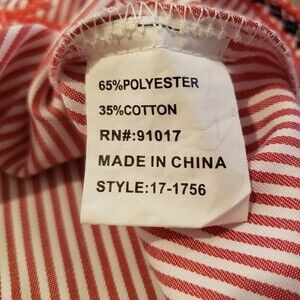 65%POLYESTER
35%COTTON
RN#:91017
MADE IN CHINA
STYLE:17-1756